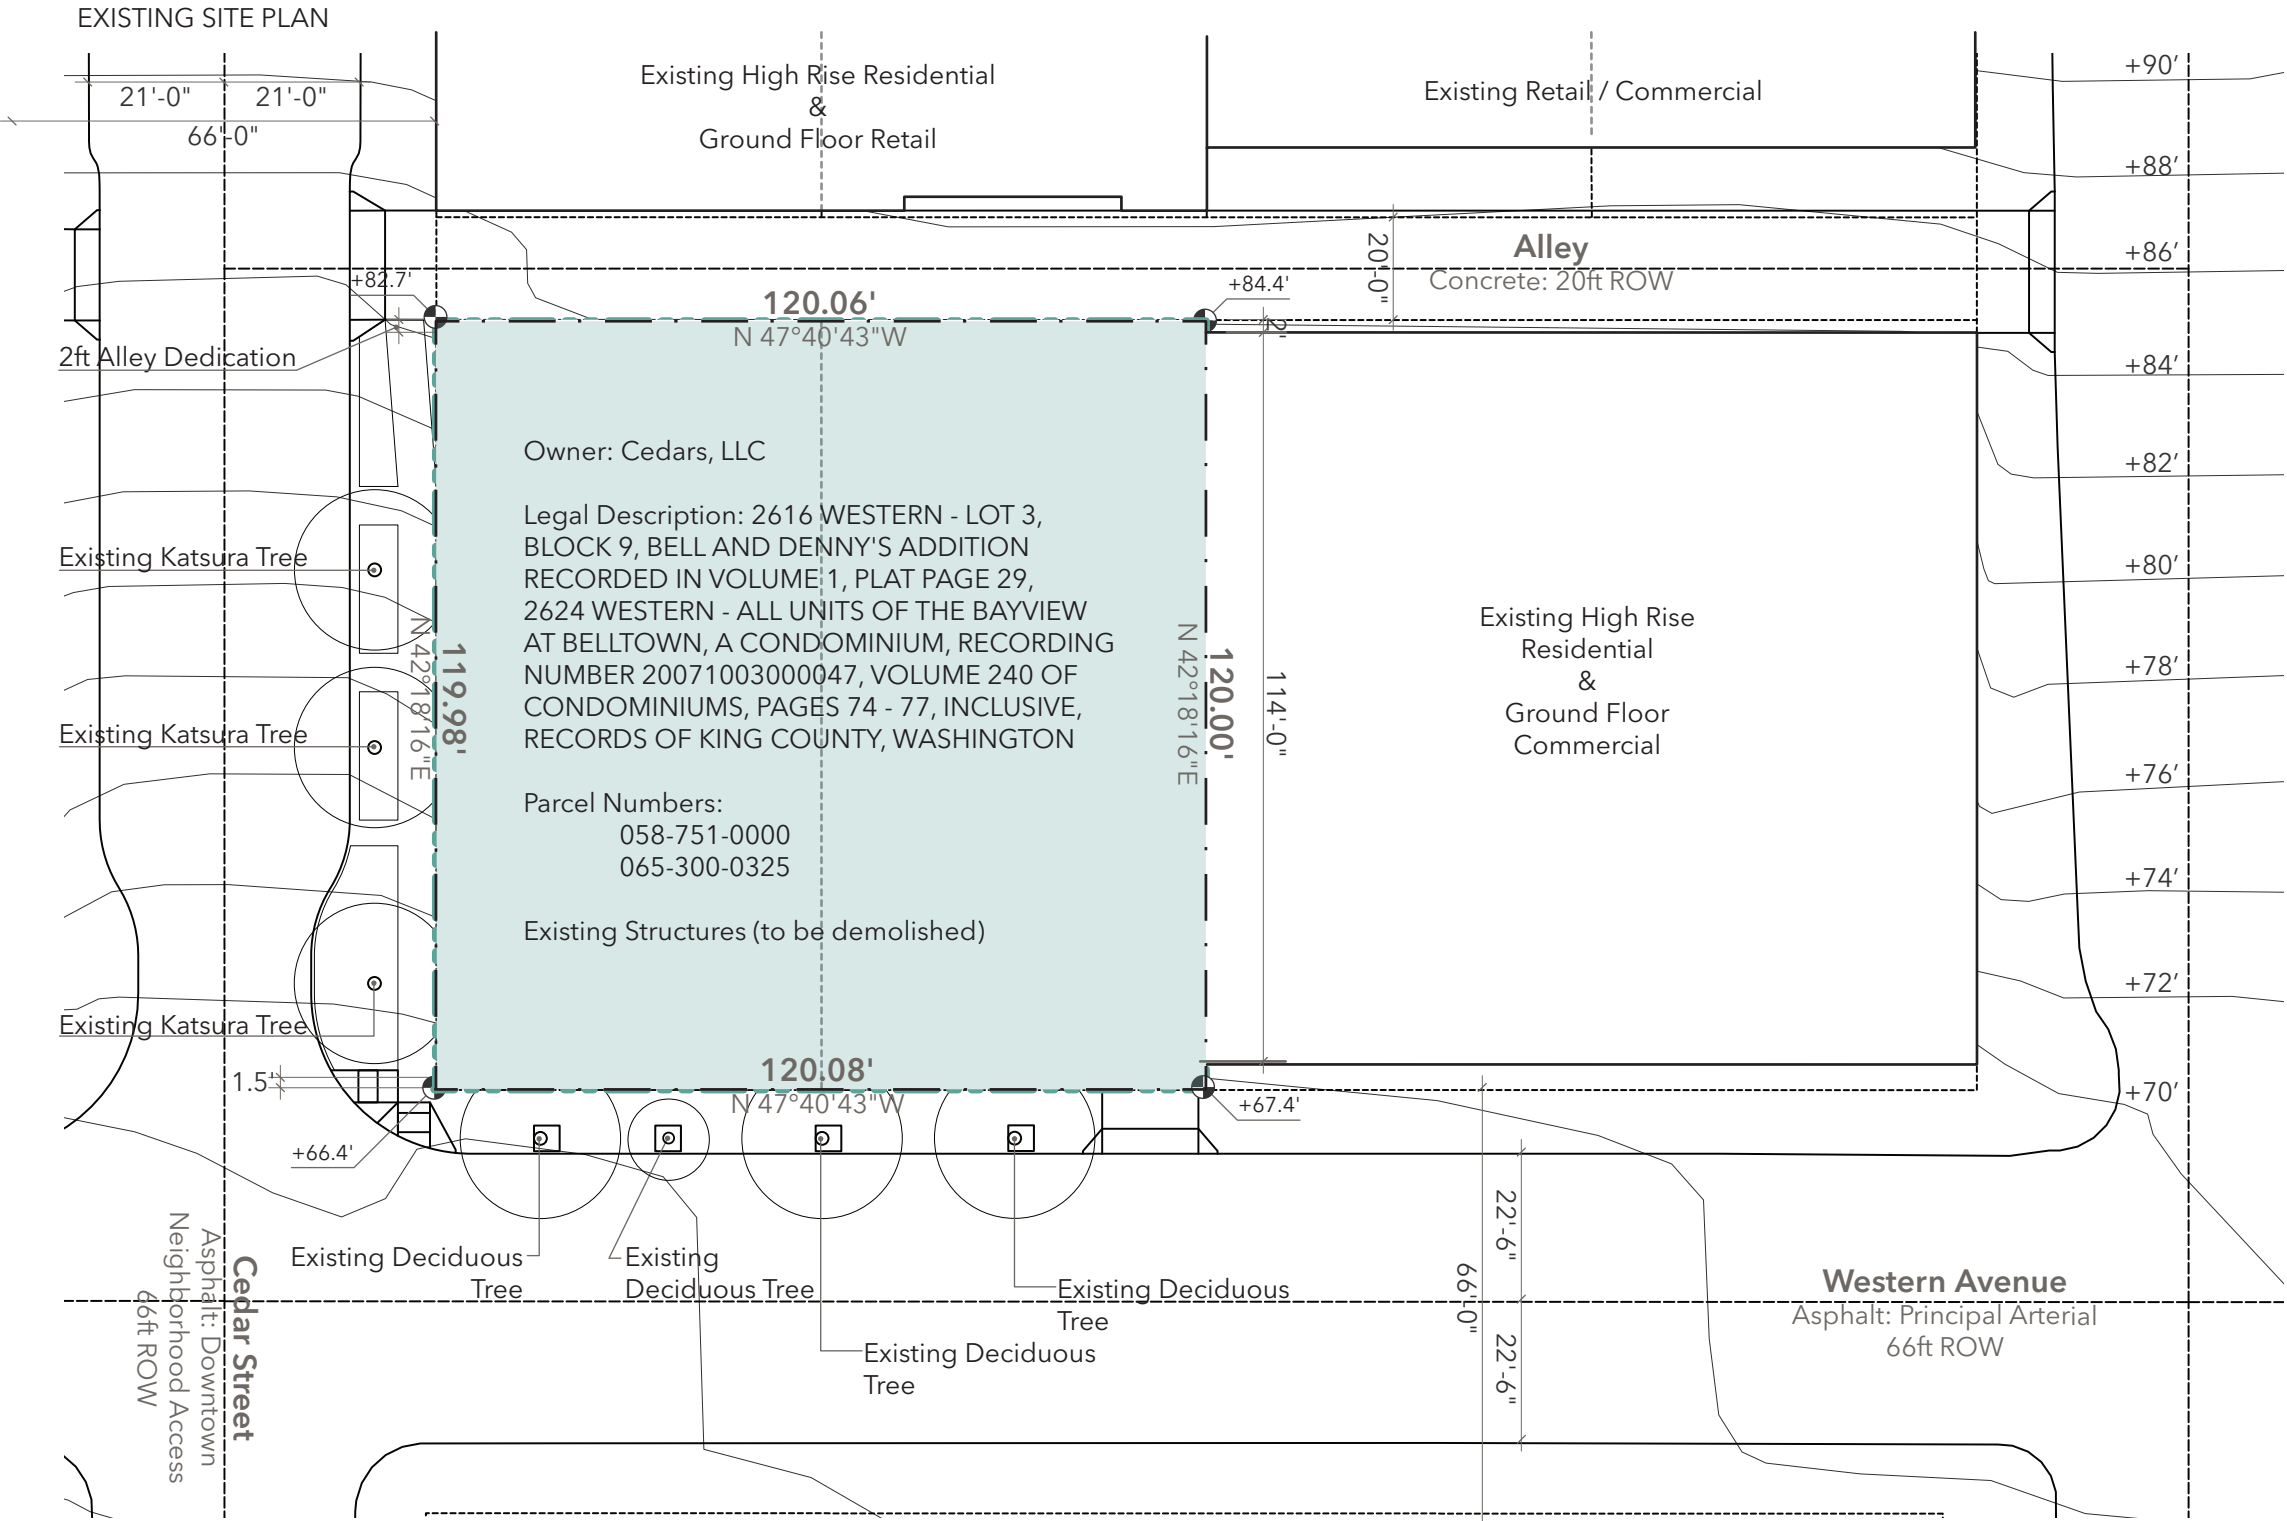 EXISTING SITE PLAN
21'-0"
21'-0"
66'-0"
Existing High Rise Residential
&
Ground Floor Retail
Existing Retail / Commercial
+90’
+88’
+86’
+84’
+82’
+80’
+78’
+76’
+74’
+72’
+70’
Alley
Concrete: 20ft ROW
20'-0"
+82.7'
+84.4'
2'
120.06'
N 47°40'43"W
2ft Alley Dedication
Existing Katsura Tree
Existing Katsura Tree
Existing Katsura Tree
N 42°18'16"E
119.98'
Owner: Cedars, LLC
Legal Description: 2616 WESTERN - LOT 3,
BLOCK 9, BELL AND DENNY'S ADDITION
RECORDED IN VOLUME 1, PLAT PAGE 29,
2624 WESTERN - ALL UNITS OF THE BAYVIEW
AT BELLTOWN, A CONDOMINIUM, RECORDING
NUMBER 20071003000047, VOLUME 240 OF
CONDOMINIUMS, PAGES 74 - 77, INCLUSIVE,
RECORDS OF KING COUNTY, WASHINGTON
Parcel Numbers:
058-751-0000
065-300-0325
Existing Structures (to be demolished)
N 42°18'16"E
120.00'
114'-0"
Existing High Rise
Residential
&
Ground Floor
Commercial
120.08'
N 47°40'43"W
1.5'
+66.4'
+67.4'
Existing Deciduous
Tree
Existing
Deciduous Tree
Existing Deciduous
Tree
Existing Deciduous
Tree
22'-6"
66'-0"
22'-6"
Western Avenue
Asphalt: Principal Arterial
66ft ROW
Cedar Street
Asphalt: Downtown
Neighborhood Access
66ft ROW